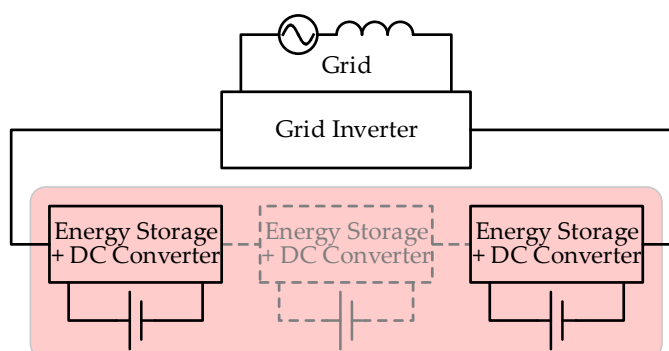 Grid
Grid Inverter
Energy Storage
+ DC Converter
Energy Storage
+ DC Converter
Energy Storage
+ DC Converter